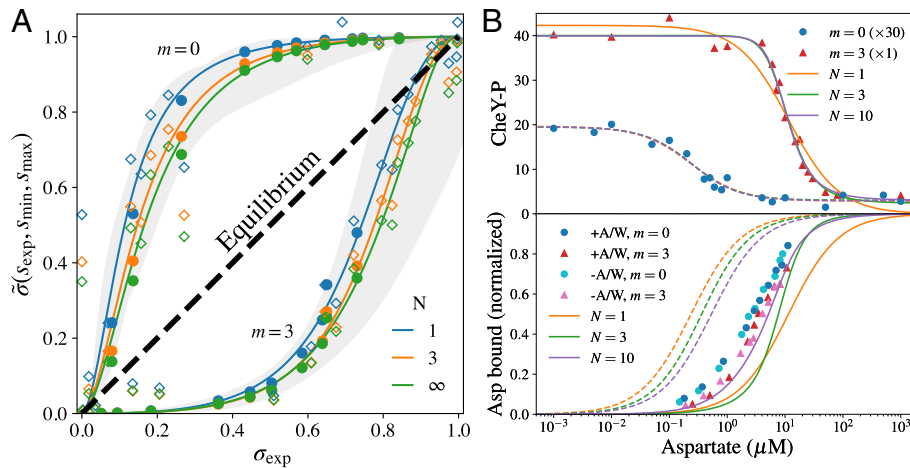 A
1.0
0.8
0.6
0.4
0.2
0.0
σ̃(s_exp, s_min, s_max)
m = 0
Equilibrium
m = 3
N
1
3
∞
0.0
0.2
0.4
0.6
0.8
1.0
σ_exp
B
40
30
20
10
0
CheY-P
m = 0 (×30)
m = 3 (×1)
N = 1
N = 3
N = 10
0.8
0.6
0.4
0.2
0.0
Asp bound (normalized)
+A/W, m = 0
+A/W, m = 3
-A/W, m = 0
-A/W, m = 3
N = 1
N = 3
N = 10
10⁻³
10⁻²
10⁻¹
10⁰
10¹
10²
10³
Aspartate (μM)